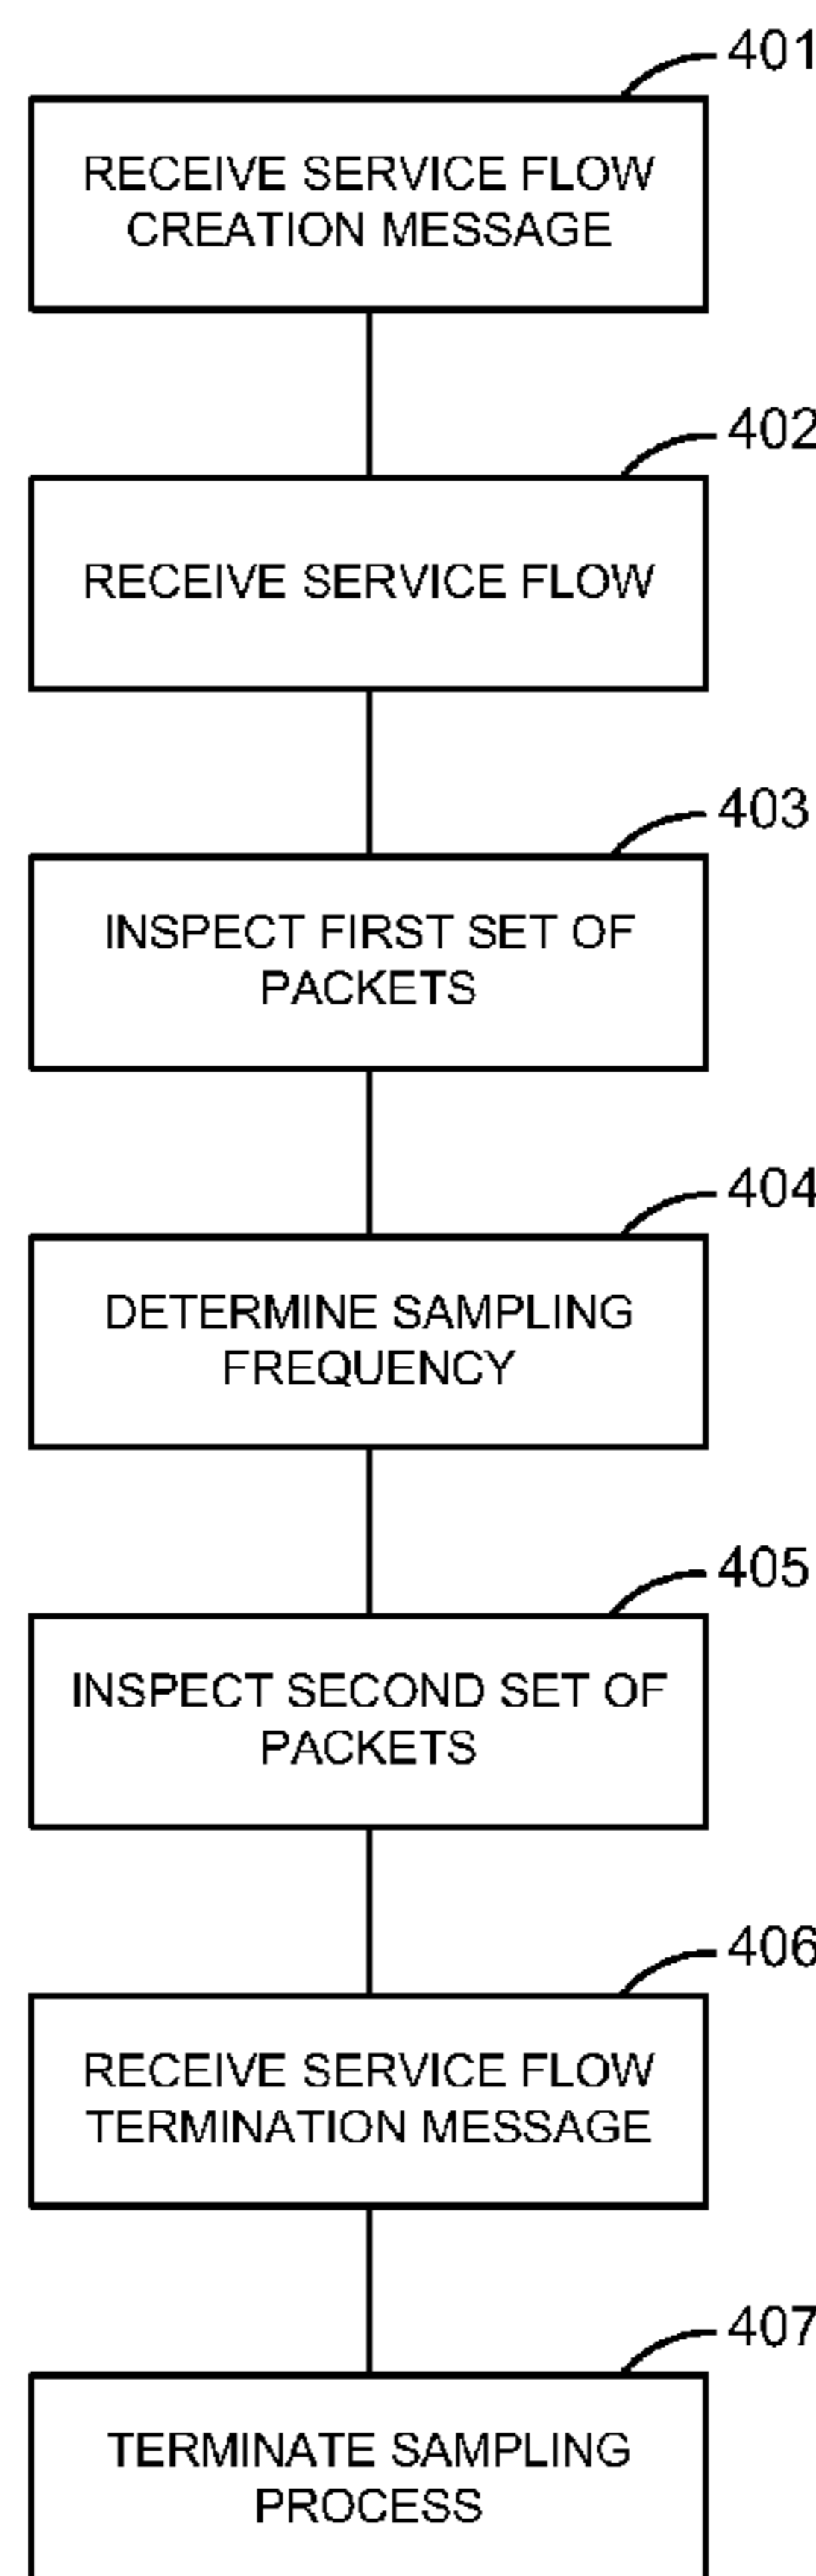 401
RECEIVE SERVICE FLOW
CREATION MESSAGE
402
RECEIVE SERVICE FLOW
403
INSPECT FIRST SET OF
PACKETS
404
DETERMINE SAMPLING
FREQUENCY
405
INSPECT SECOND SET OF
PACKETS
406
RECEIVE SERVICE FLOW
TERMINATION MESSAGE
407
TERMINATE SAMPLING
PROCESS